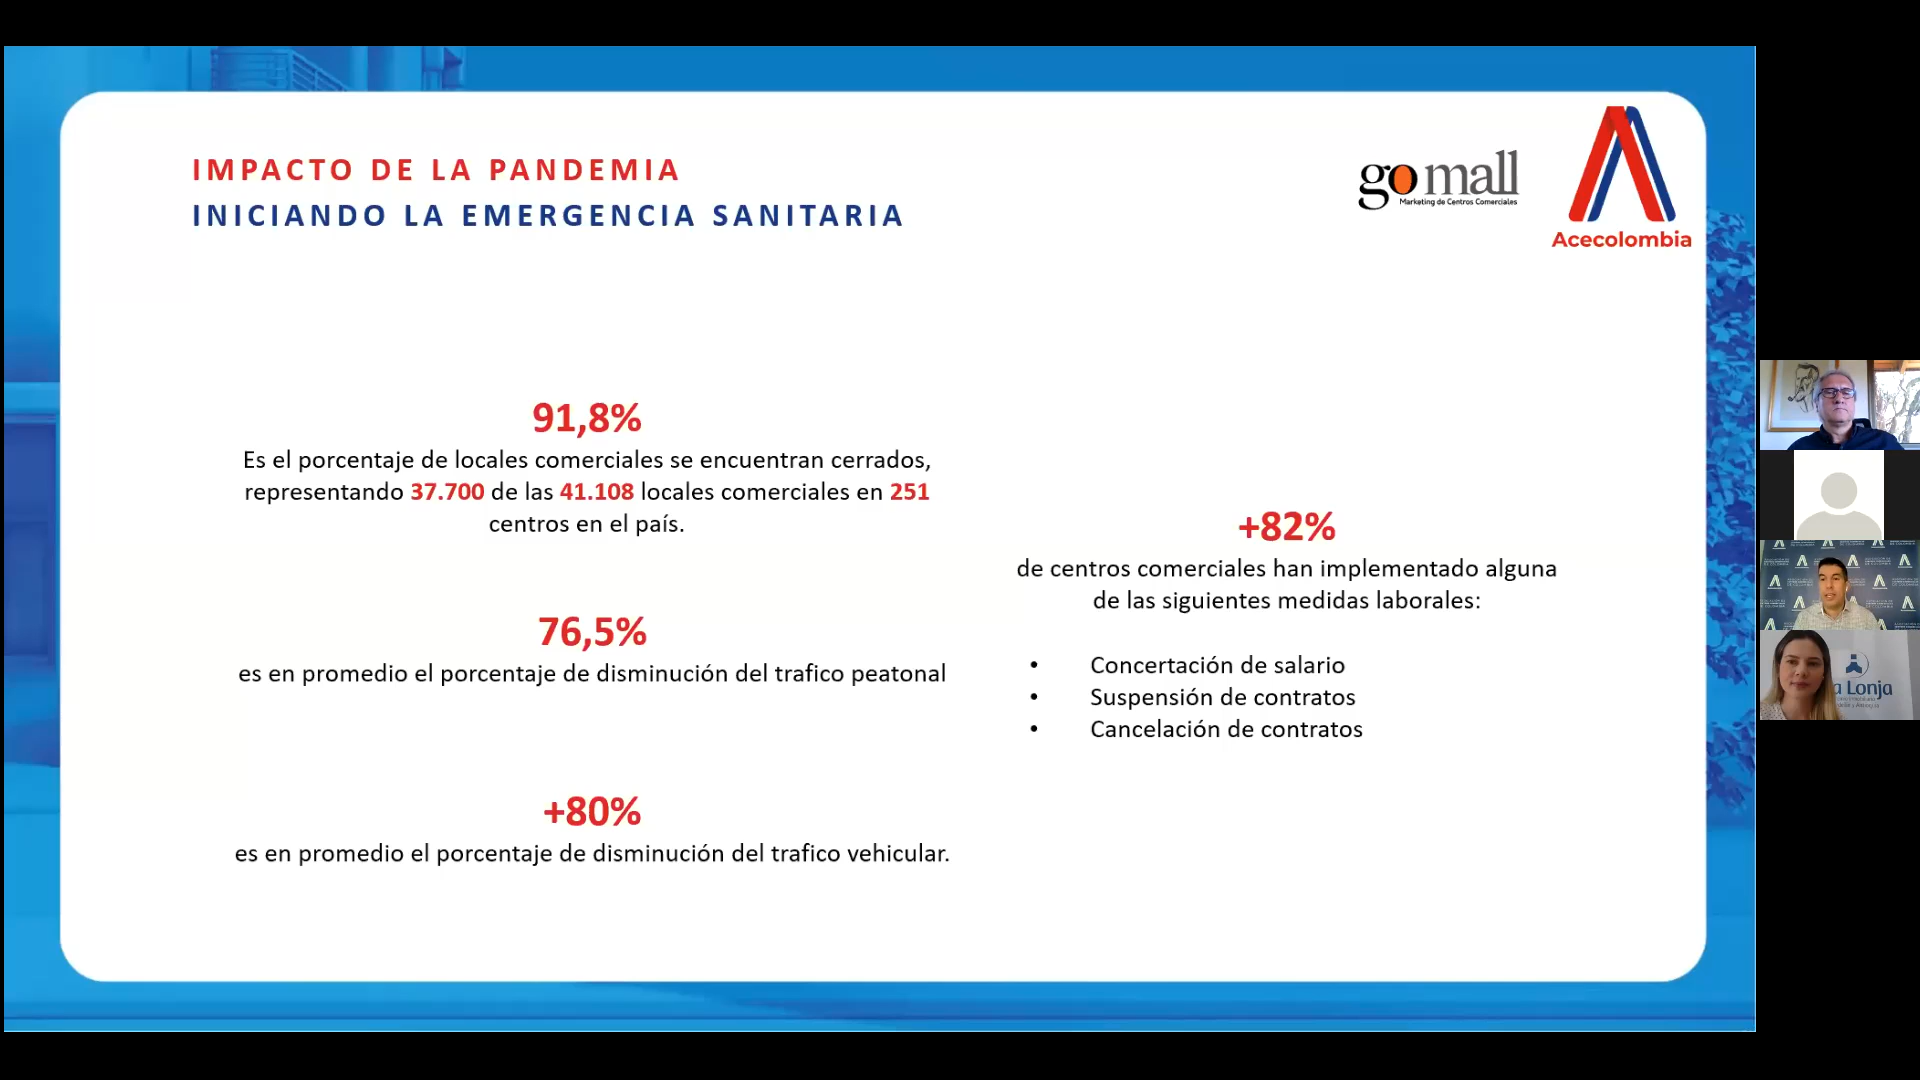 IMPACTO DE LA PANDEMIA
INICIANDO LA EMERGENCIA SANITARIA
go mall
Marketing de Centros Comerciales
Acecolombia
91,8%
Es el porcentaje de locales comerciales se encuentran cerrados,
representando 37.700 de las 41.108 locales comerciales en 251
centros en el país.
76,5%
es en promedio el porcentaje de disminución del trafico peatonal
+80%
es en promedio el porcentaje de disminución del trafico vehicular.
+82%
de centros comerciales han implementado alguna
de las siguientes medidas laborales:
• Concertación de salario
• Suspensión de contratos
• Cancelación de contratos
a Lonja